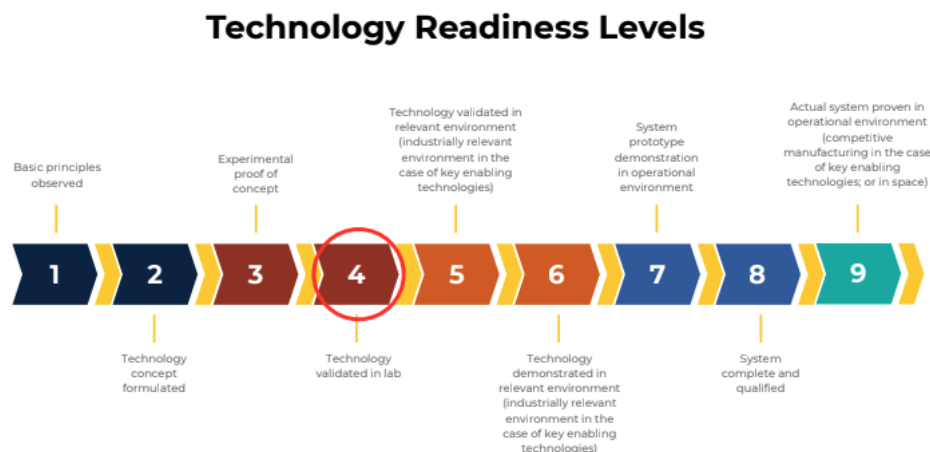 Technology Readiness Levels
Basic principles
observed
Experimental
proof of
concept
Technology validated in
relevant environment
(industrially relevant
environment in the
case of key enabling
technologies)
System
prototype
demonstration
in operational
environment
Actual system proven in
operational environment
(competitive
manufacturing in the case
of key enabling
technologies; or in space)
1
2
3
4
5
6
7
8
9
Technology
concept
formulated
Technology
validated in lab
Technology
demonstrated in
relevant environment
(industrially relevant
environment in the
case of key enabling
technologies)
System
complete and
qualified